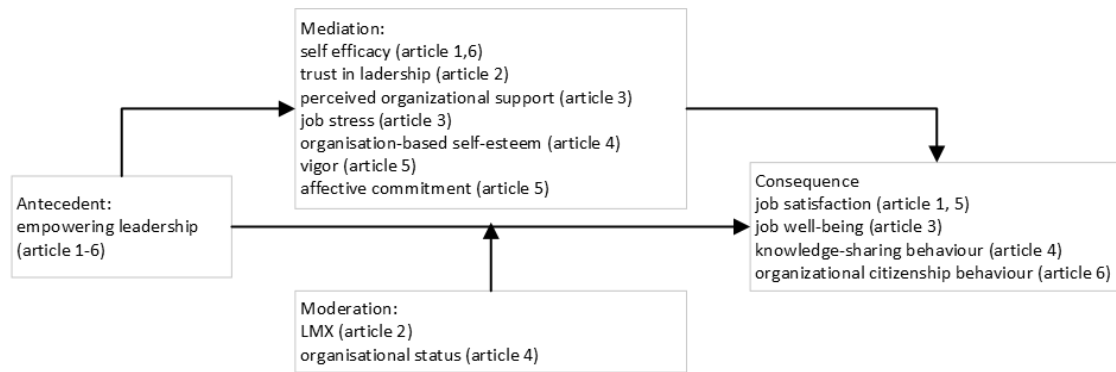 Mediation:
self efficacy (article 1,6)
trust in ladership (article 2)
perceived organizational support (article 3)
job stress (article 3)
organisation-based self-esteem (article 4)
vigor (article 5)
affective commitment (article 5)
Antecedent:
empowering leadership
(article 1-6)
Consequence
job satisfaction (article 1, 5)
job well-being (article 3)
knowledge-sharing behaviour (article 4)
organizational citizenship behaviour (article 6)
Moderation:
LMX (article 2)
organisational status (article 4)